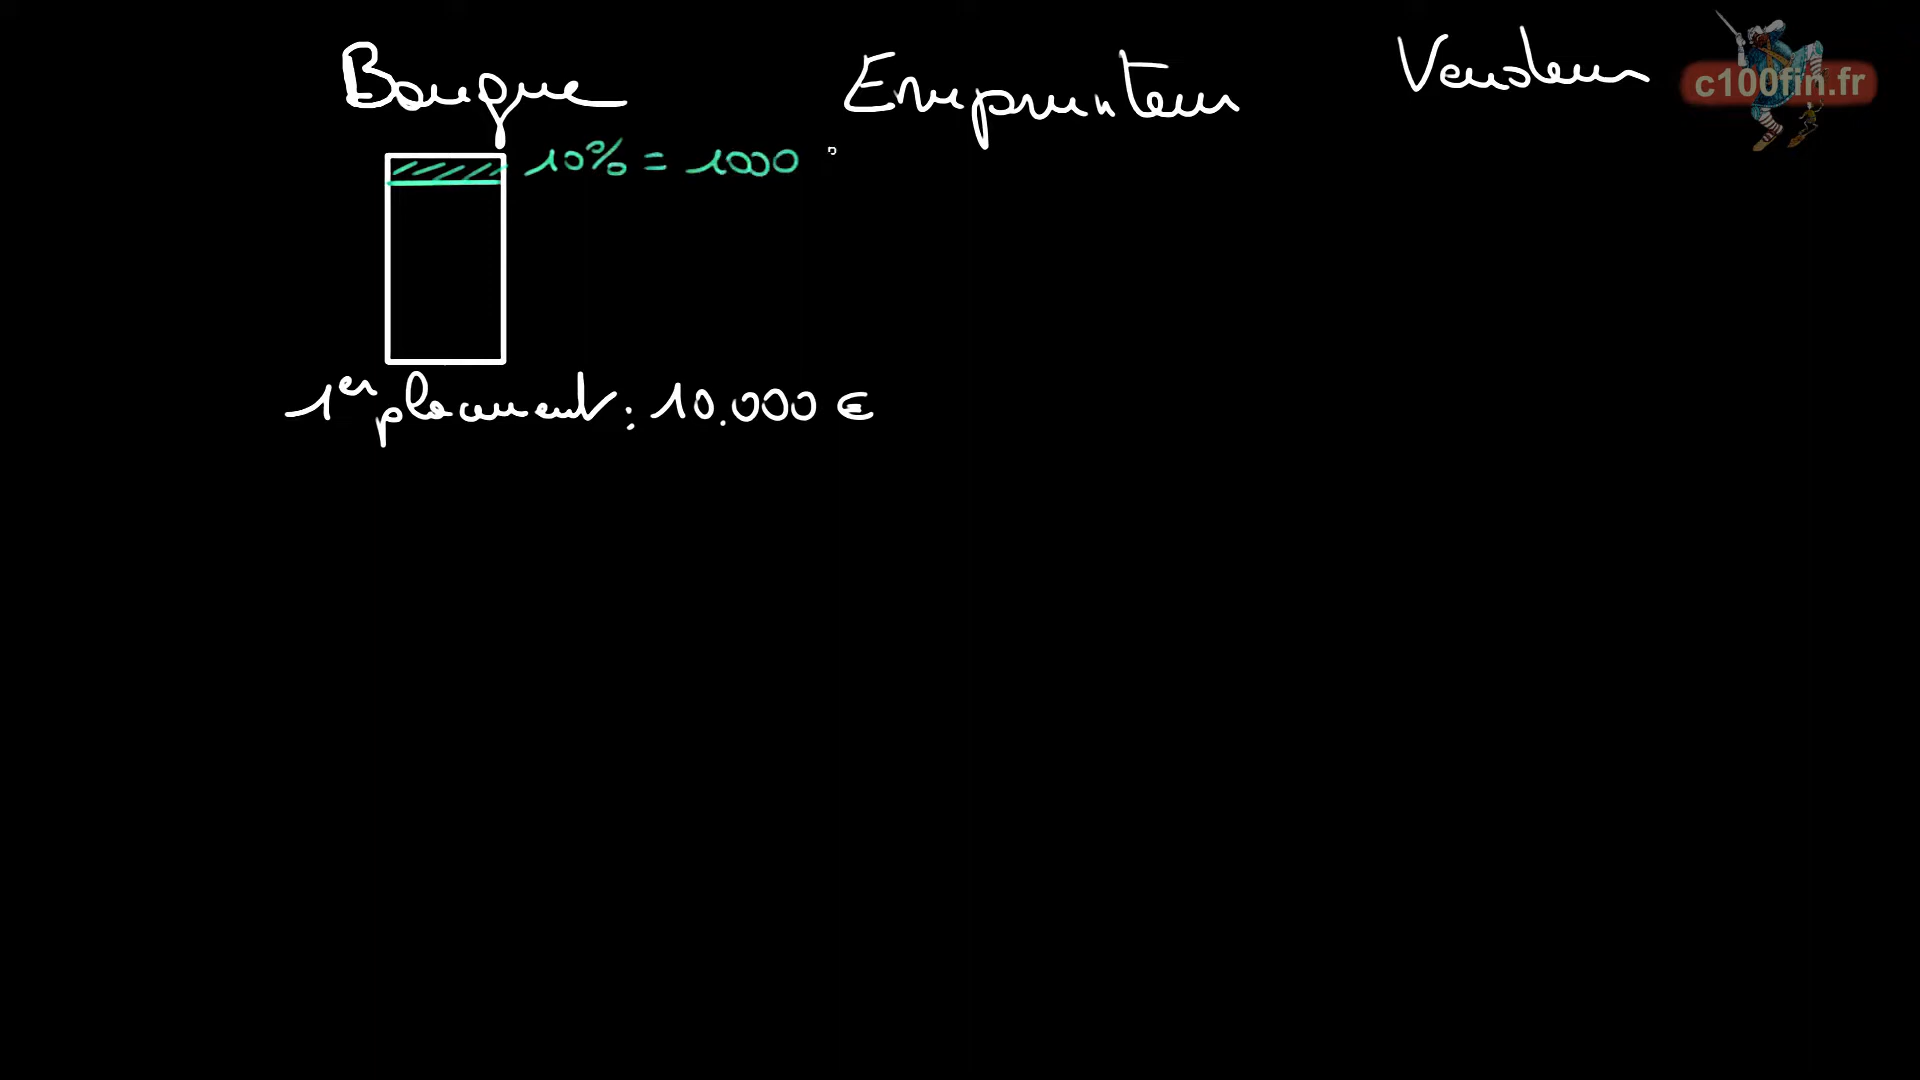 Banque Emprunteur Vendeur
c100fin.fr
10% = 1000
1er placement : 10.000 €